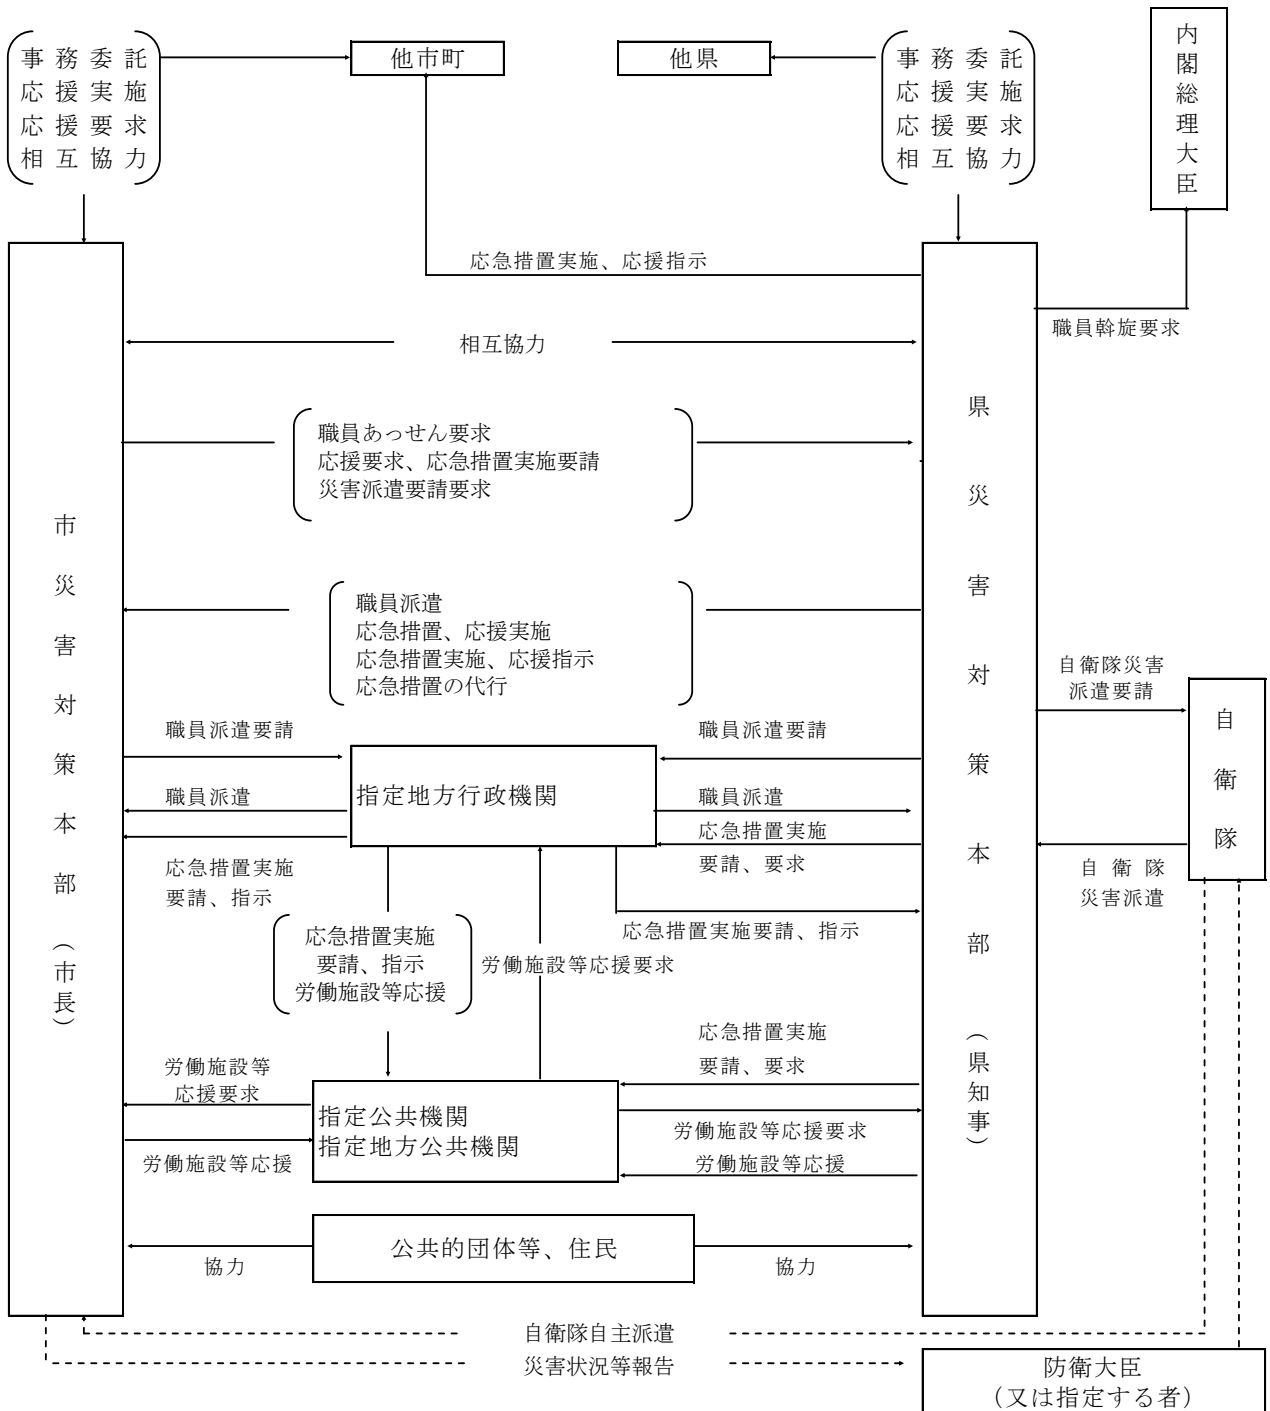 事務委託
応援実施
応援要求
相互協力
他市町
他県
事務委託
応援実施
応援要求
相互協力
内閣総理大臣
応急措置実施、応援指示
職員斡旋要求
相互協力
職員あっせん要求
応援要求、応急措置実施要請
災害派遣要請要求
市災害対策本部（市長）
県災害対策本部（県知事）
職員派遣
応急措置、応援実施
応急措置実施、応援指示
応急措置の代行
自衛隊災害
派遣要請
自衛隊
職員派遣要請
職員派遣要請
指定地方行政機関
職員派遣
職員派遣
応急措置実施
要請、要求
応急措置実施
要請、指示
自衛隊
災害派遣
応急措置実施要請、指示
応急措置実施
要請、指示
労働施設等応援
労働施設等応援要求
応急措置実施
要請、要求
労働施設等
応援要求
指定公共機関
指定地方公共機関
労働施設等応援要求
労働施設等応援
労働施設等応援
公共的団体等、住民
協力
協力
自衛隊自主派遣
災害状況等報告
防衛大臣
（又は指定する者）